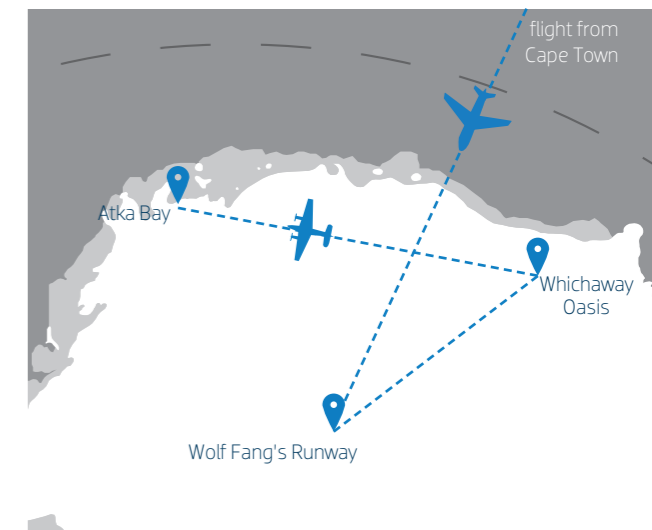 flight from
Cape Town
Atka Bay
Whichaway
Oasis
Wolf Fang's Runway